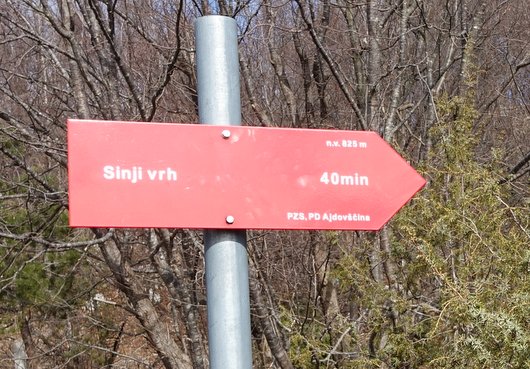 n.v. 825 m
Sinji vrh 40min
PZS, PD Ajdovščina